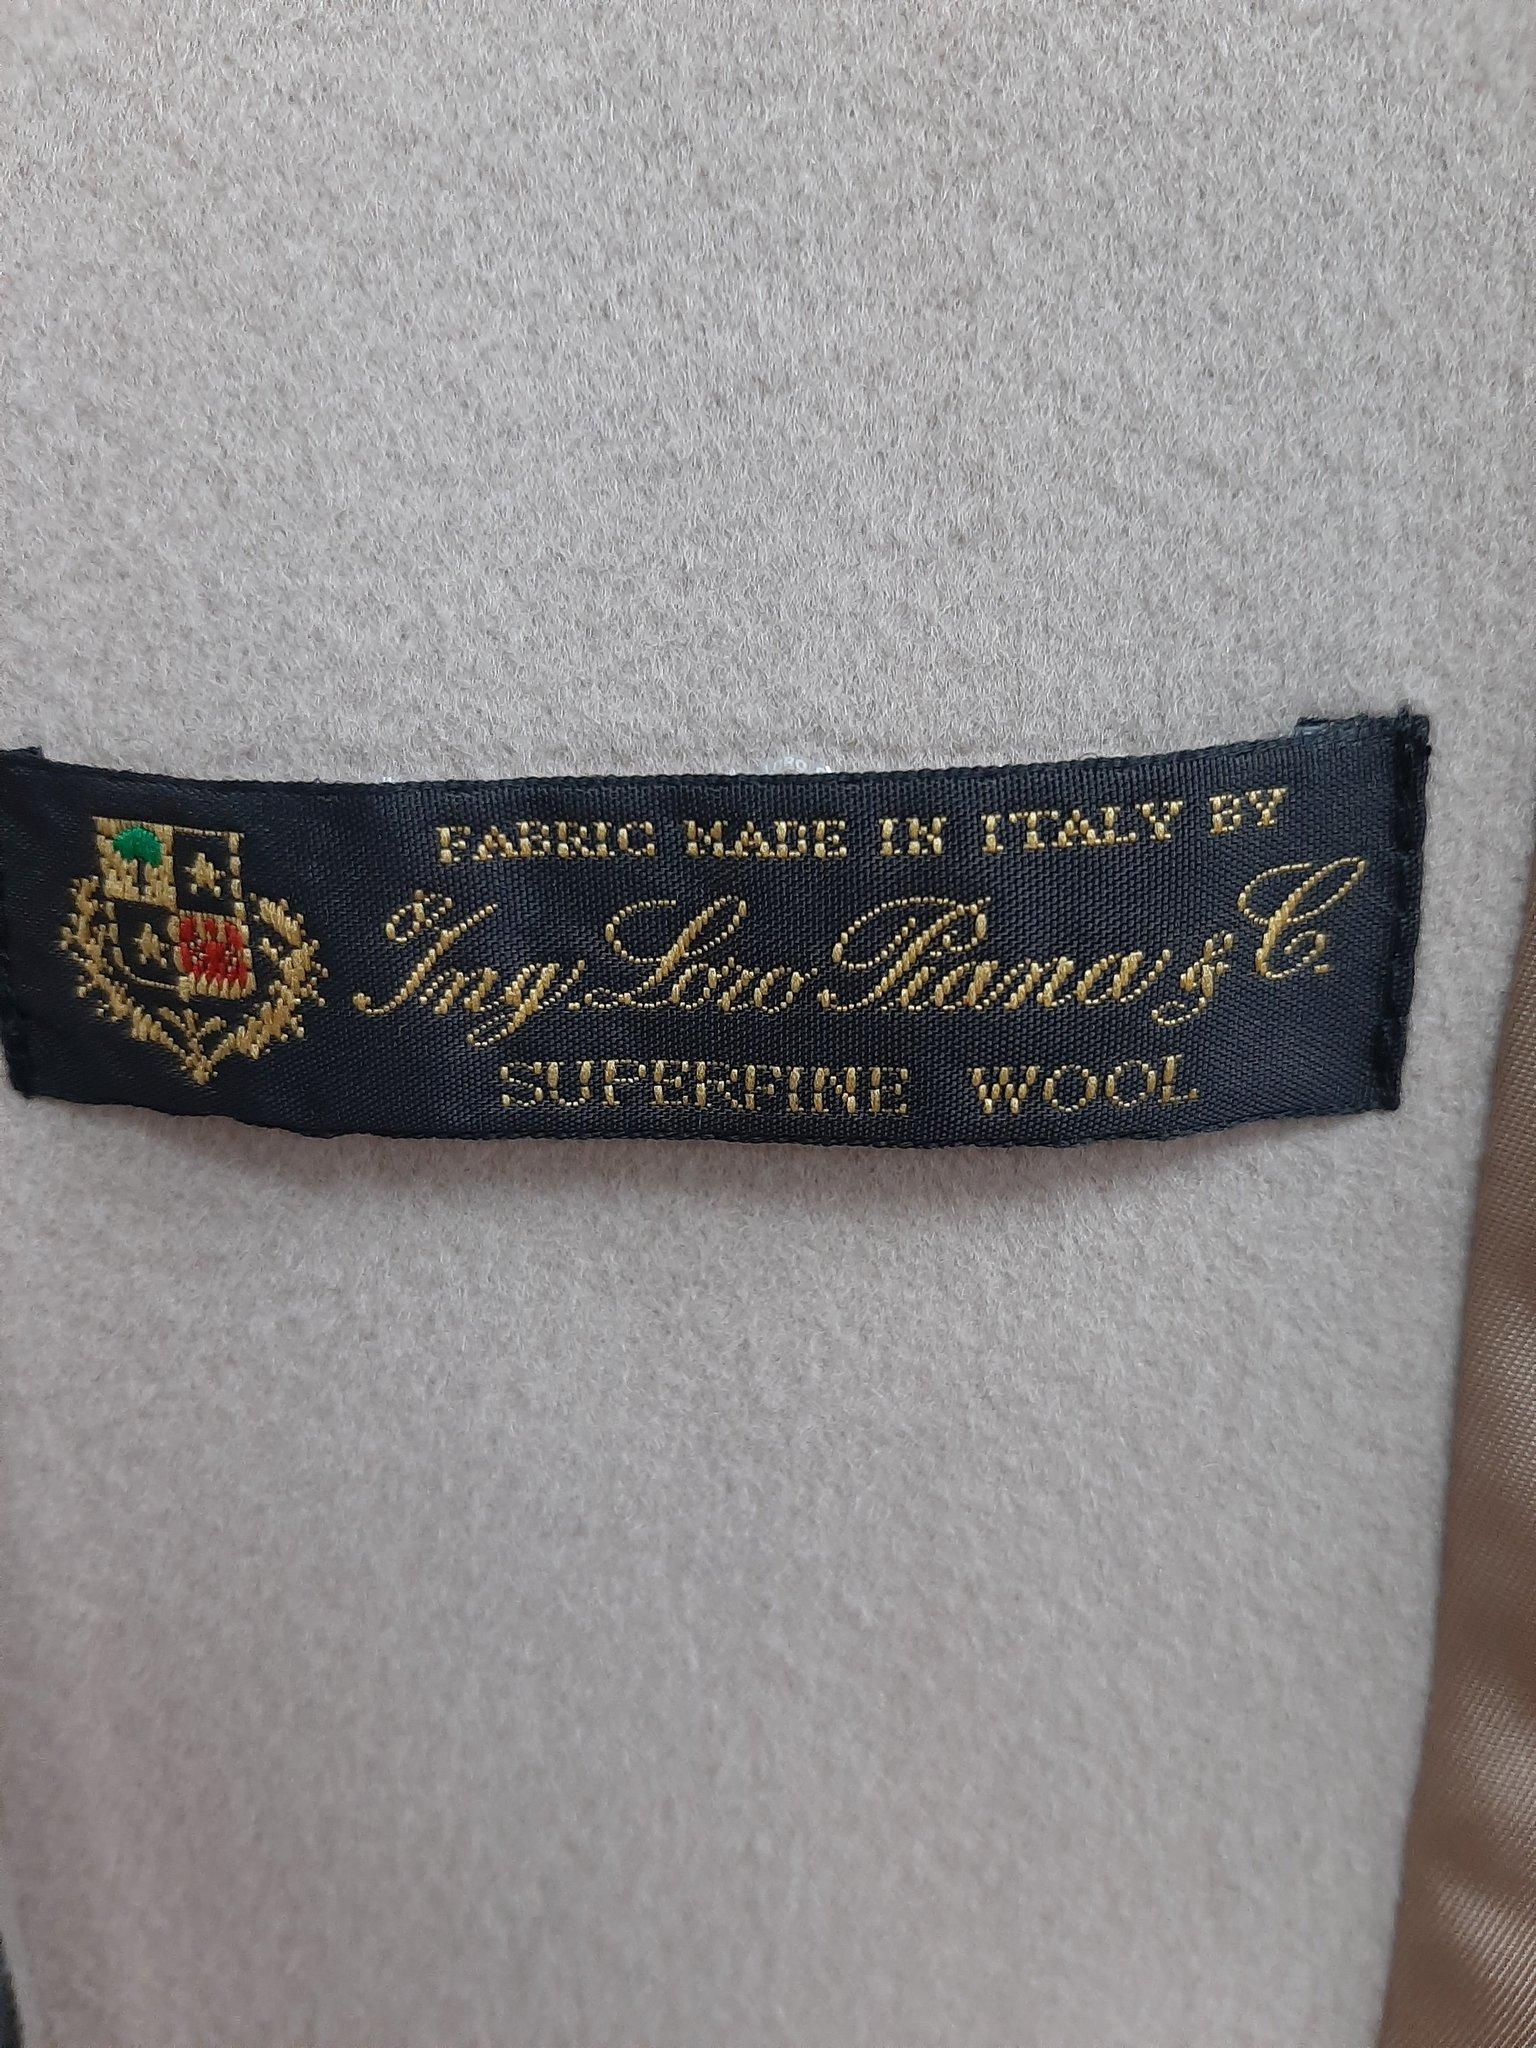 FABRIC MADE IN ITALY BY
Ing. Loro Piana & C.
SUPERFINE WOOL